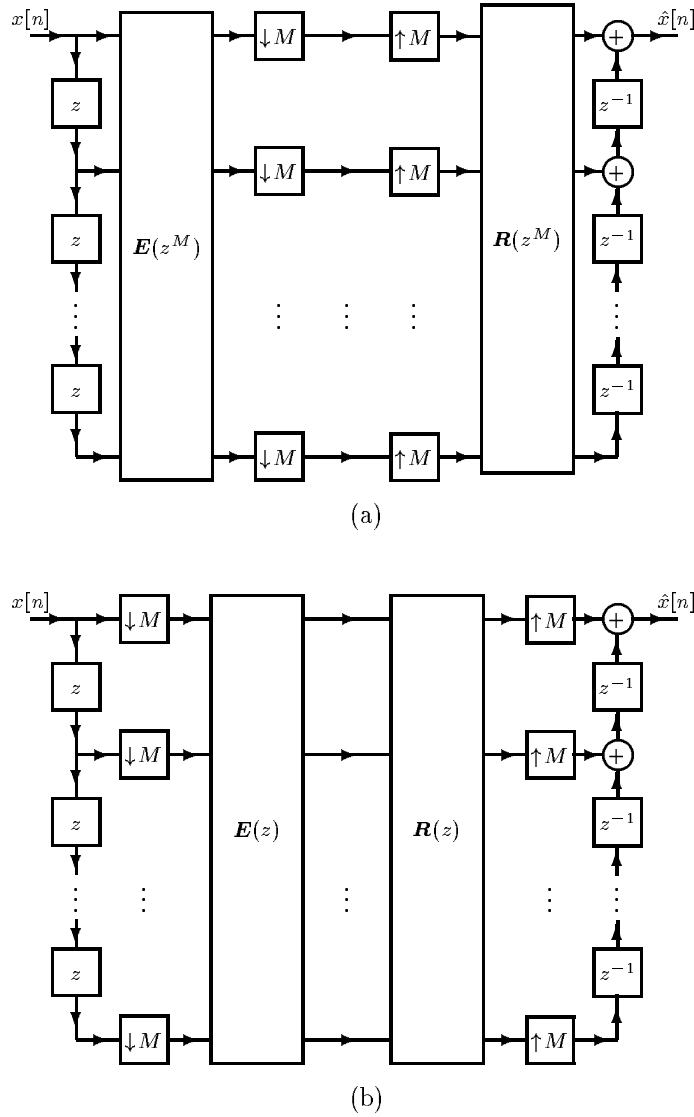 x[n] x̂[n]
↓M ↑M +
z z⁻¹
↓M ↑M +
z E(z^M) R(z^M) z⁻¹
z z⁻¹
↓M ↑M
(a)
x[n] x̂[n]
↓M ↑M +
z z⁻¹
↓M ↑M +
z E(z) R(z) z⁻¹
z z⁻¹
↓M ↑M
(b)